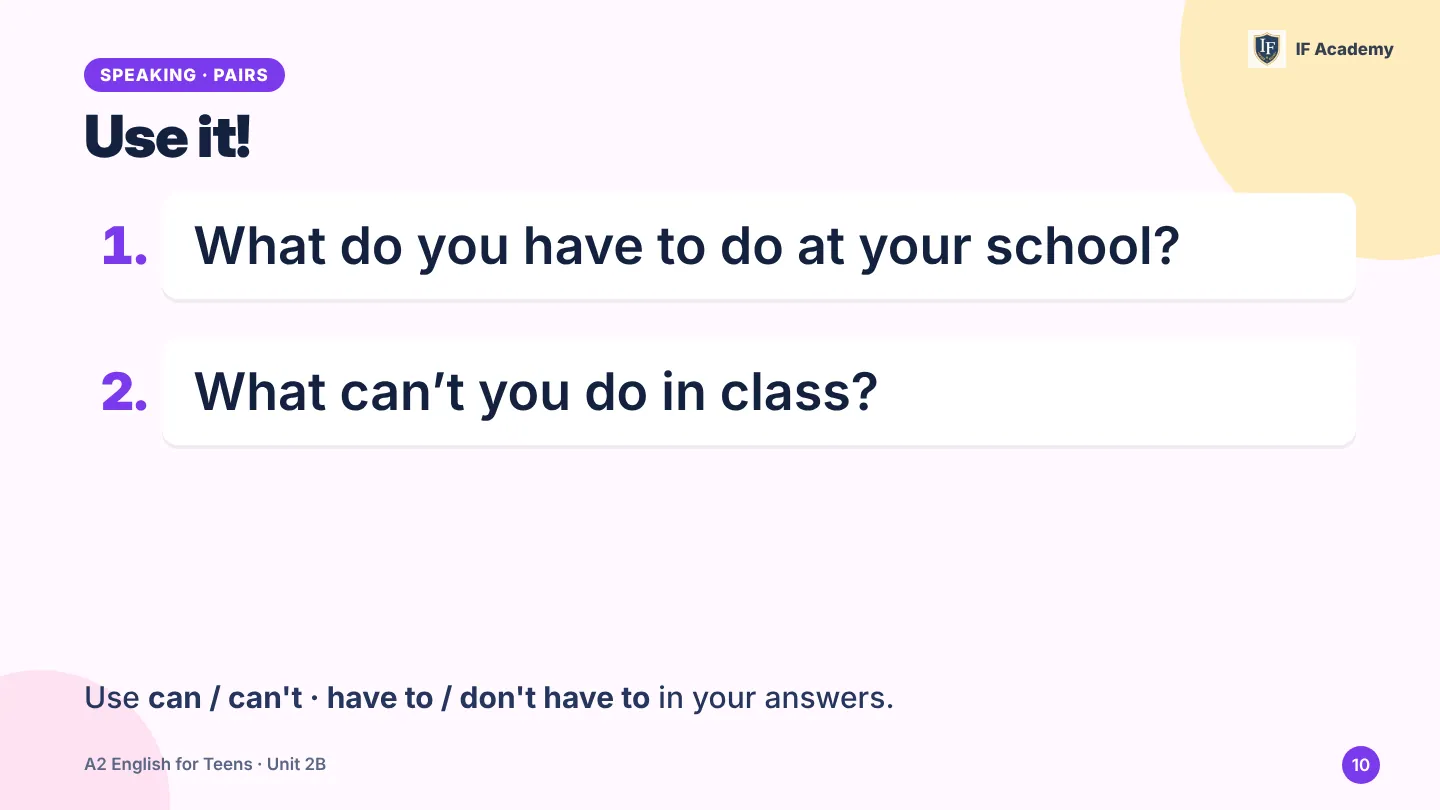 IF
IF Academy
SPEAKING · PAIRS
Use it!
1. What do you have to do at your school?
2. What can’t you do in class?
Use can / can't · have to / don't have to in your answers.
A2 English for Teens · Unit 2B
10